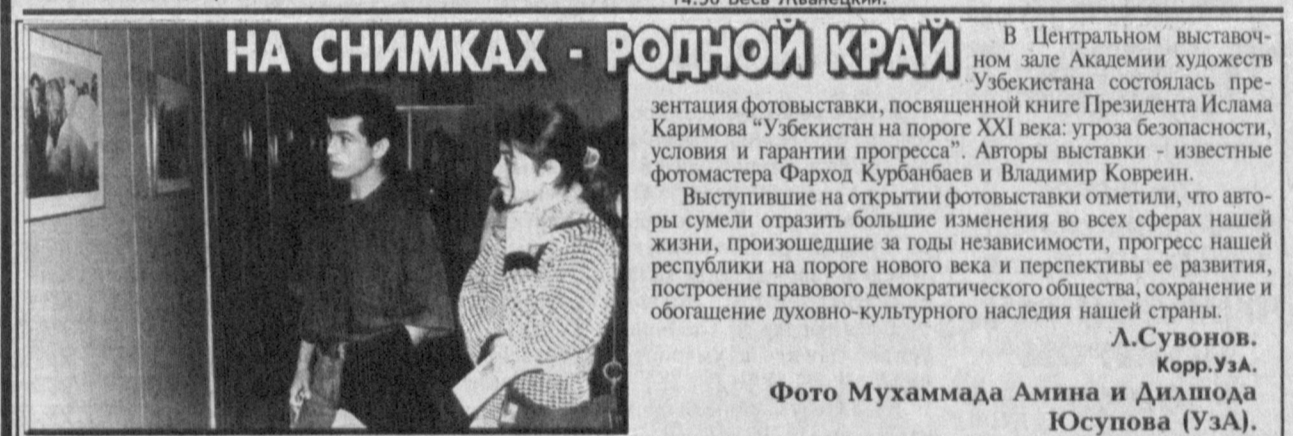 14.50 Весь Жванецкий.
НА СНИМКАХ - РОДНОЙ КРАЙ
В Центральном выставоч-
ном зале Академии художеств
Узбекистана состоялась пре-
зентация фотовыставки, посвященной книге Президента Ислама
Каримова “Узбекистан на пороге XXI века: угроза безопасности,
условия и гарантии прогресса”. Авторы выставки - известные
фотомастера Фарход Курбанбаев и Владимир Ковреин.
Выступившие на открытии фотовыставки отметили, что авто-
ры сумели отразить большие изменения во всех сферах нашей
жизни, произошедшие за годы независимости, прогресс нашей
республики на пороге нового века и перспективы ее развития,
построение правового демократического общества, сохранение и
обогащение духовно-культурного наследия нашей страны.
Л.Сувонов.
Корр.УзА.
Фото Мухаммада Амина и Дилшода
Юсупова (УзА).